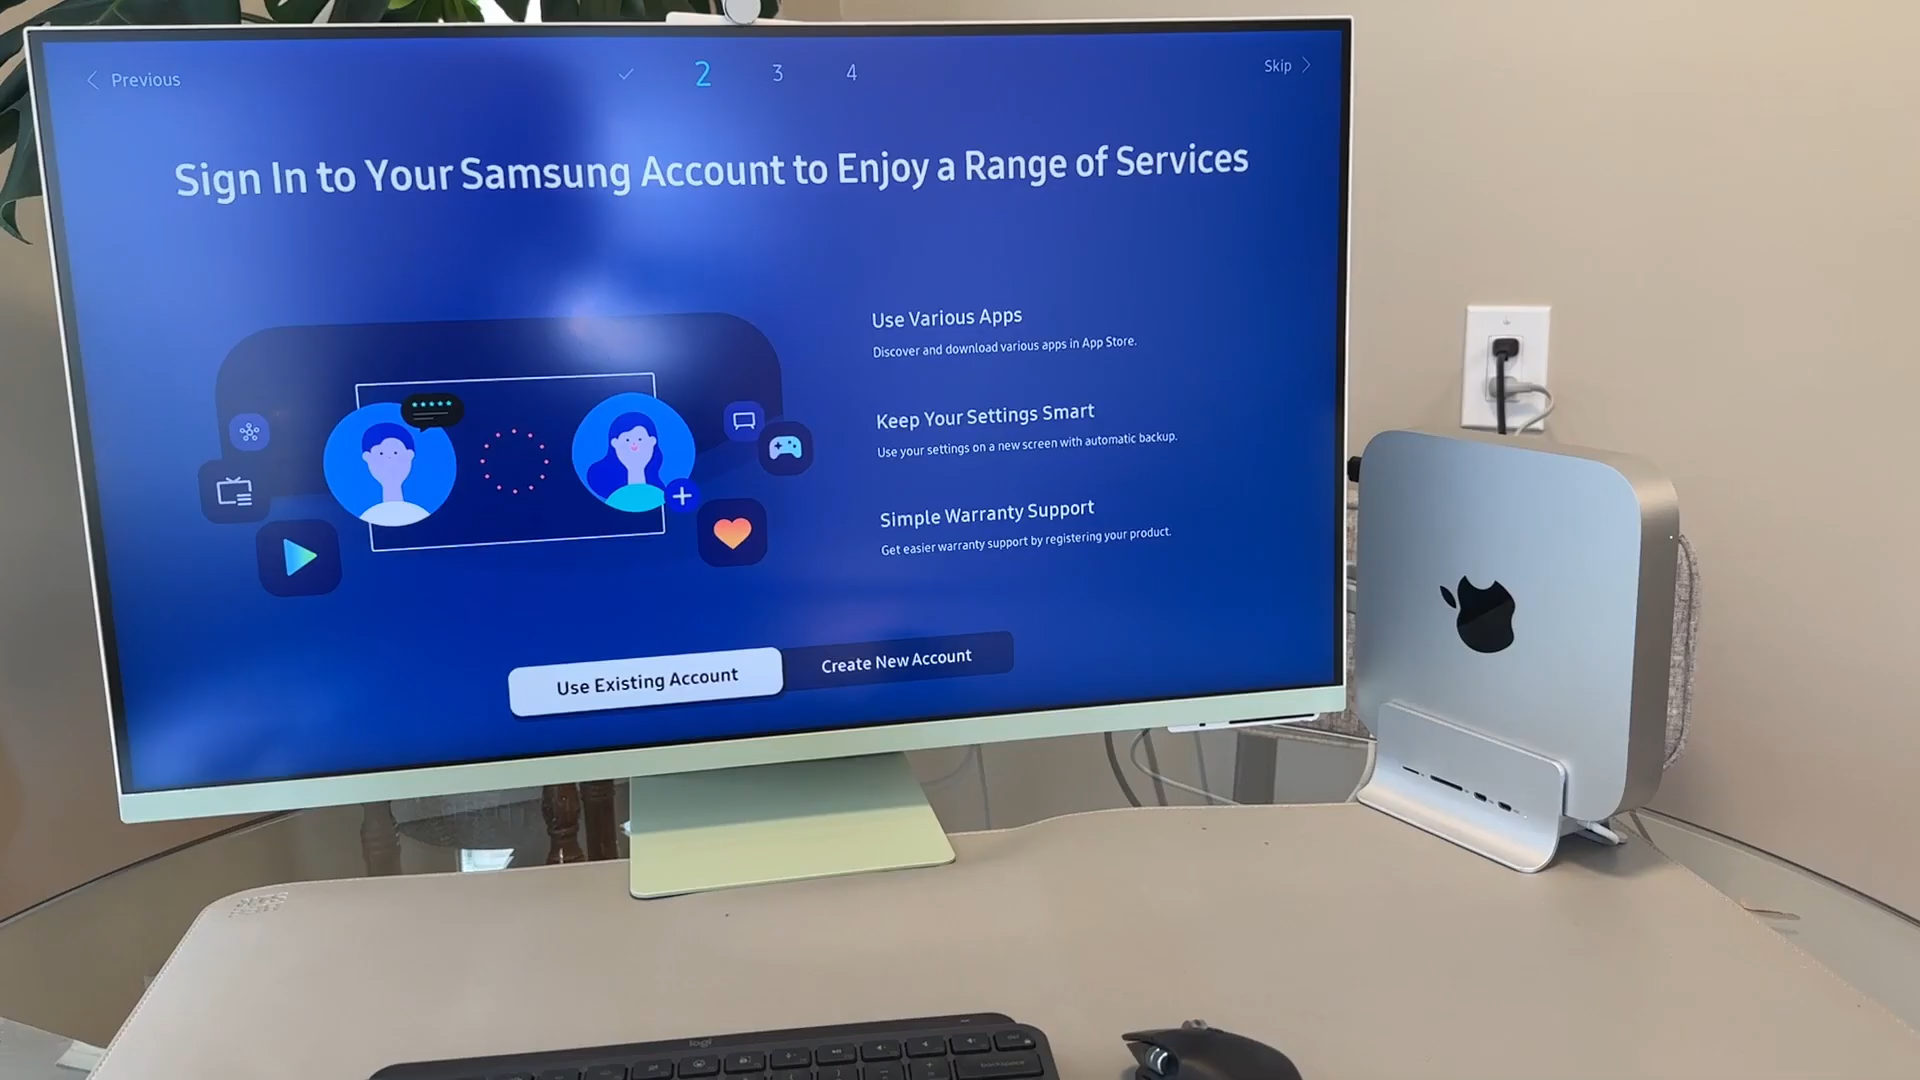 Previous
2
3
4
Skip
Sign In to Your Samsung Account to Enjoy a Range of Services
Use Various Apps
Discover and download various apps in App Store.
Keep Your Settings Smart
Use your settings on a new screen with automatic backup.
Simple Warranty Support
Get easier warranty support by registering your product.
Use Existing Account
Create New Account
logi